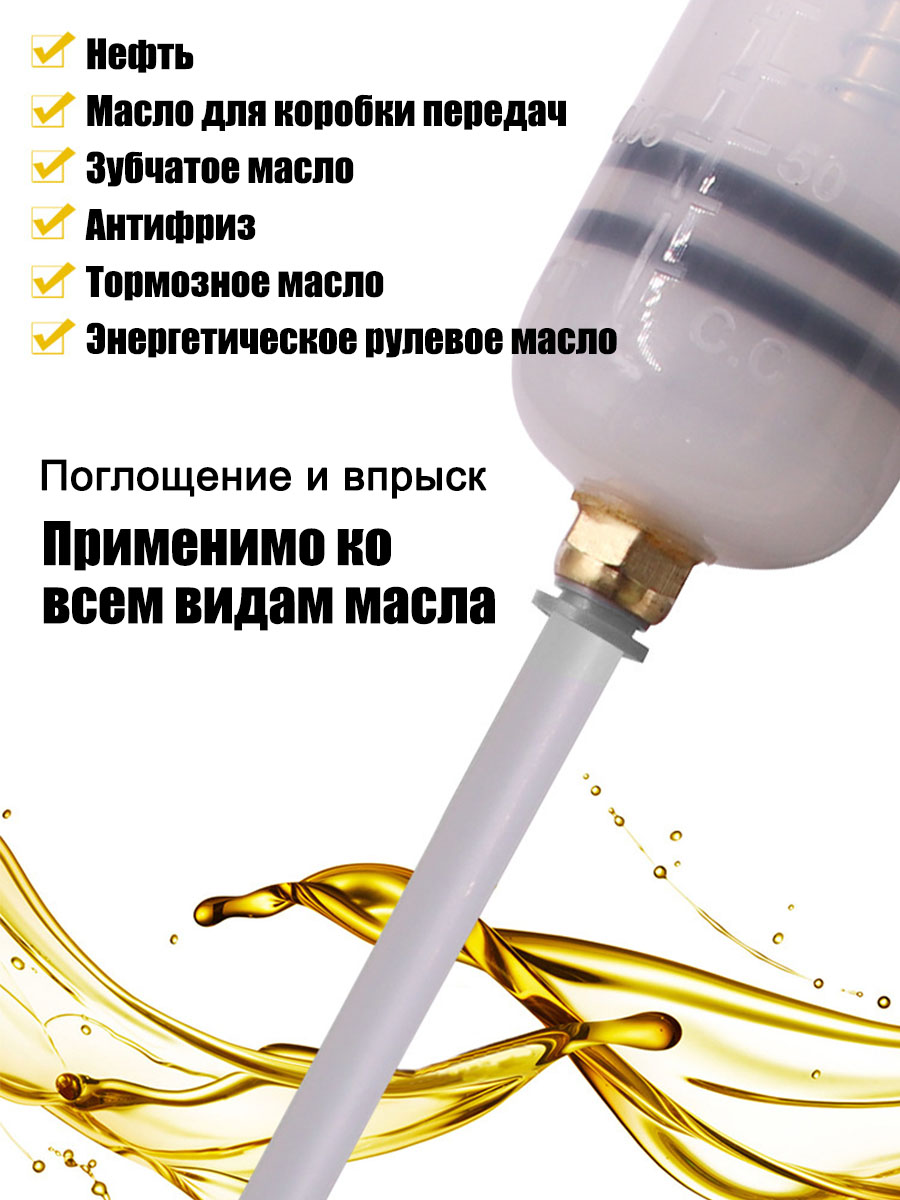 Нефть
Масло для коробки передач
Зубчатое масло
Антифриз
Тормозное масло
Энергетическое рулевое масло
Поглощение и впрыск
Применимо ко
всем видам масла
50
C.C